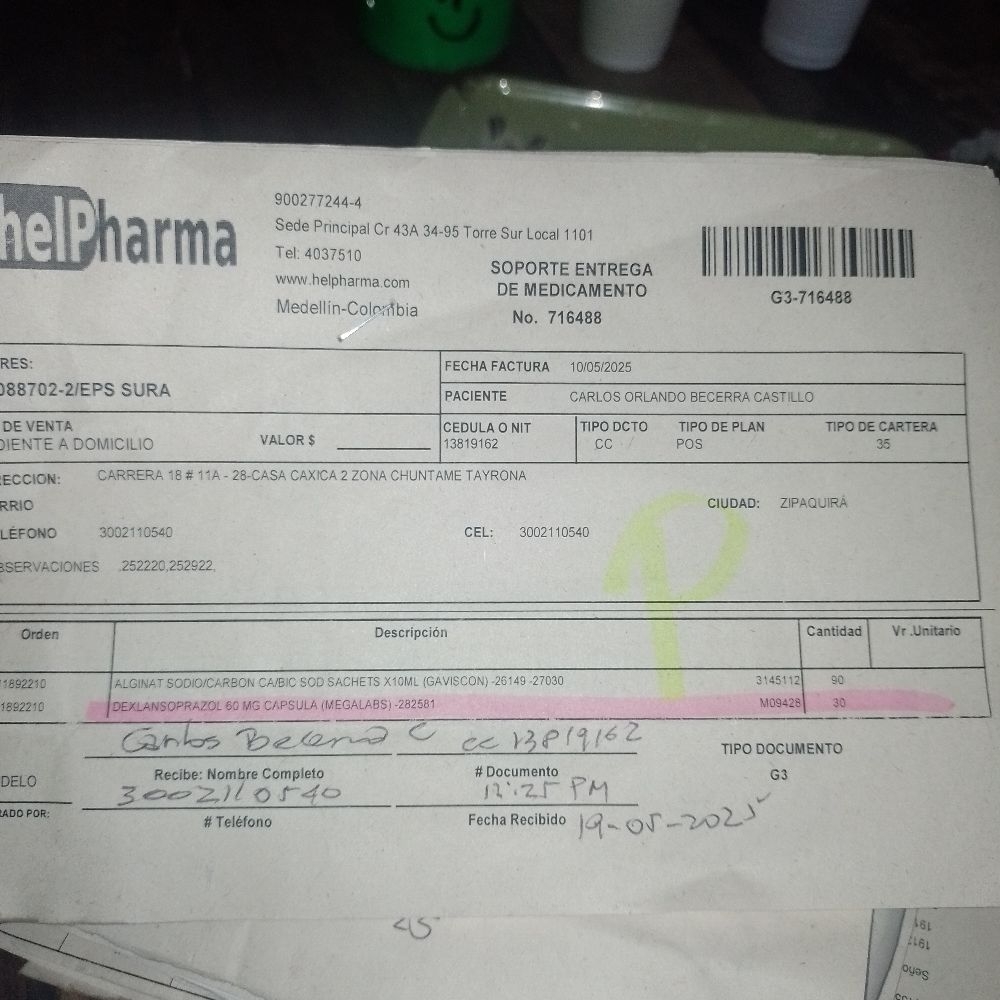 helPharma
900277244-4
Sede Principal Cr 43A 34-95 Torre Sur Local 1101
Tel: 4037510
www.helpharma.com
Medellín-Colombia
SOPORTE ENTREGA
DE MEDICAMENTO
No. 716488
G3-716488
RES:
088702-2/EPS SURA
FECHA FACTURA 10/05/2025
PACIENTE CARLOS ORLANDO BECERRA CASTILLO
DE VENTA
DIENTE A DOMICILIO
VALOR $
CEDULA O NIT
13819162
TIPO DCTO
CC
TIPO DE PLAN
POS
TIPO DE CARTERA
35
ECCION: CARRERA 18 # 11A - 28-CASA CAXICA 2 ZONA CHUNTAME TAYRONA
RRIO
CIUDAD: ZIPAQUIRÁ
LÉFONO 3002110540 CEL: 3002110540
BSERVACIONES .252220,252922,
P
Orden Descripción Cantidad Vr .Unitario
1892210 ALGINAT SODIO/CARBON CA/BIC SOD SACHETS X10ML (GAVISCON) -26149 -27030 3145112 90
1892210 DEXLANSOPRAZOL 60 MG CAPSULA (MEGALABS) -282581 M09428 30
Carlos Becerra C cc 13819162
DELO
Recibe: Nombre Completo
# Documento
TIPO DOCUMENTO
G3
3002110540 12:25 PM
RADO POR:
# Teléfono
Fecha Recibido 19-05-2025